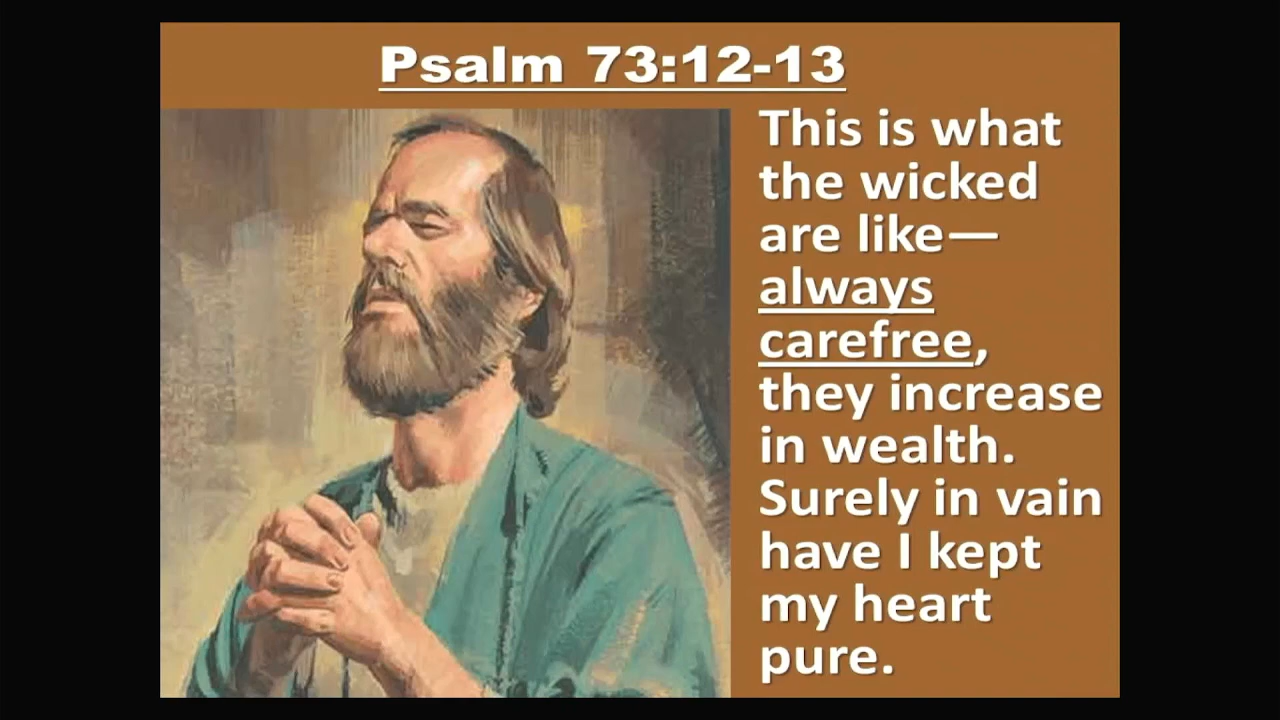 Psalm 73:12-13
This is what
the wicked
are like—
always
carefree,
they increase
in wealth.
Surely in vain
have I kept
my heart
pure.